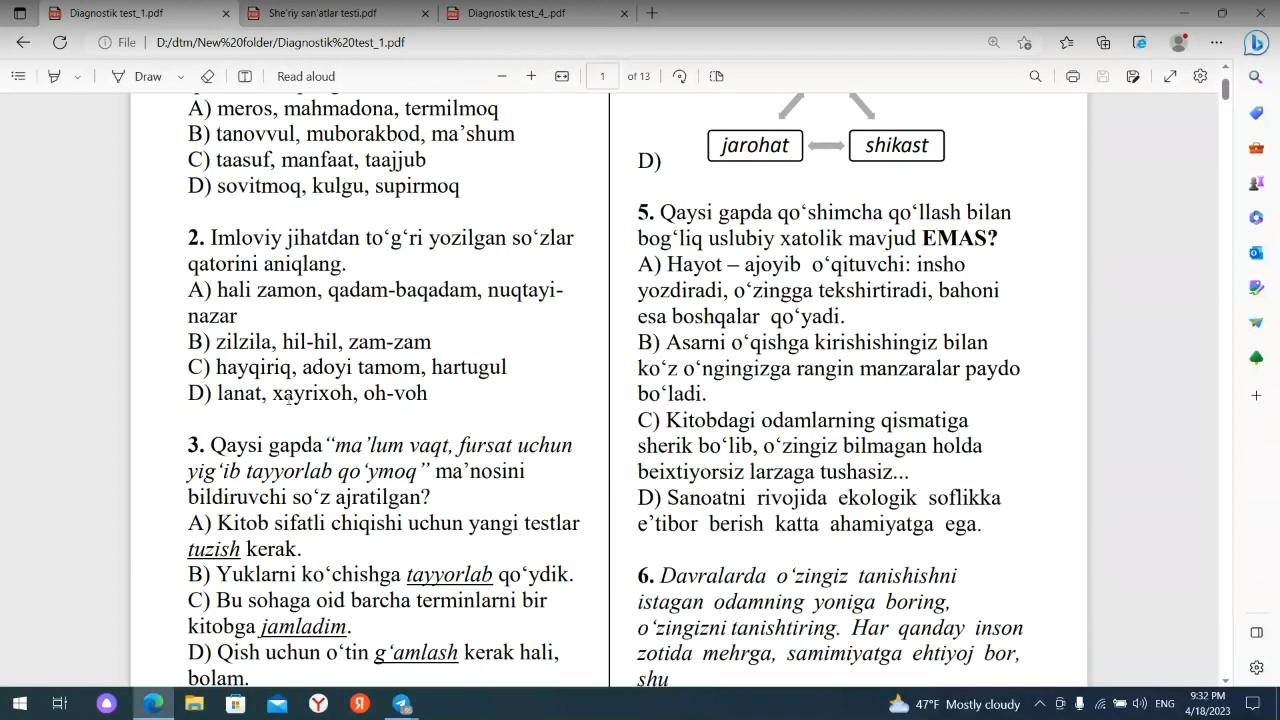 Diagnostik test_1.pdf
She'riy san'atlar testi.pdf
Diagnostik test_4_.pdf
File
D:/dtm/New%20folder/Diagnostik%20test_1.pdf
Draw
Read aloud
1
of 13
A) meros, mahmadona, termilmoq
B) tanovvul, muborakbod, ma’shum
C) taasuf, manfaat, taajjub
D) sovitmoq, kulgu, supirmoq
2. Imloviy jihatdan to‘g‘ri yozilgan so‘zlar
qatorini aniqlang.
A) hali zamon, qadam-baqadam, nuqtayi-
nazar
B) zilzila, hil-hil, zam-zam
C) hayqiriq, adoyi tamom, hartugul
D) lanat, xayrixoh, oh-voh
3. Qaysi gapda “ma’lum vaqt, fursat uchun
yig‘ib tayyorlab qo‘ymoq” ma’nosini
bildiruvchi so‘z ajratilgan?
A) Kitob sifatli chiqishi uchun yangi testlar
tuzish kerak.
B) Yuklarni ko‘chishga tayyorlab qo‘ydik.
C) Bu sohaga oid barcha terminlarni bir
kitobga jamladim.
D) Qish uchun o‘tin g‘amlash kerak hali,
bolam.
jarohat
shikast
D)
5. Qaysi gapda qo‘shimcha qo‘llash bilan
bog‘liq uslubiy xatolik mavjud EMAS?
A) Hayot – ajoyib o‘qituvchi: insho
yozdiradi, o‘zingga tekshirtiradi, bahoni
esa boshqalar qo‘yadi.
B) Asarni o‘qishga kirishishingiz bilan
ko‘z o‘ngingizga rangin manzaralar paydo
bo‘ladi.
C) Kitobdagi odamlarning qismatiga
sherik bo‘lib, o‘zingiz bilmagan holda
beixtiyorsiz larzaga tushasiz...
D) Sanoatni rivojida ekologik soflikka
e’tibor berish katta ahamiyatga ega.
6. Davralarda o‘zingiz tanishishni
istagan odamning yoniga boring,
o‘zingizni tanishtiring. Har qanday inson
zotida mehrga, samimiyatga ehtiyoj bor,
shu
47°F Mostly cloudy
ENG
9:32 PM
4/18/2023